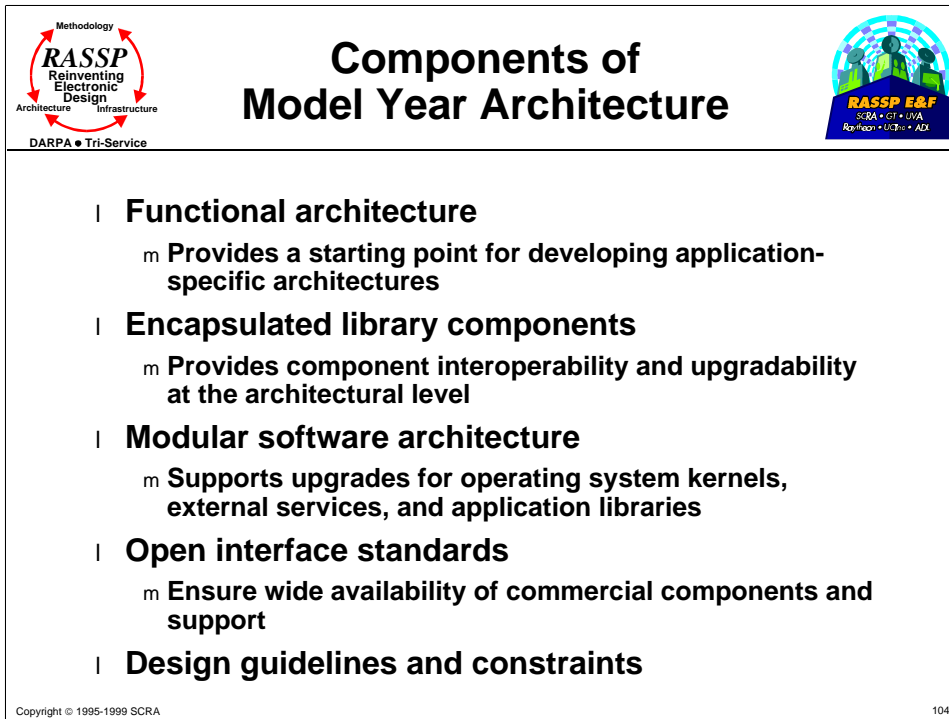 Methodology
RASSP
Reinventing
Electronic
Design
Architecture Infrastructure
DARPA ● Tri-Service
Components of
Model Year Architecture
RASSP E&F
SCRA • GT • UVA
Raytheon • UCinc • ADL
l Functional architecture
m Provides a starting point for developing application-
specific architectures
l Encapsulated library components
m Provides component interoperability and upgradability
at the architectural level
l Modular software architecture
m Supports upgrades for operating system kernels,
external services, and application libraries
l Open interface standards
m Ensure wide availability of commercial components and
support
l Design guidelines and constraints
Copyright © 1995-1999 SCRA
104